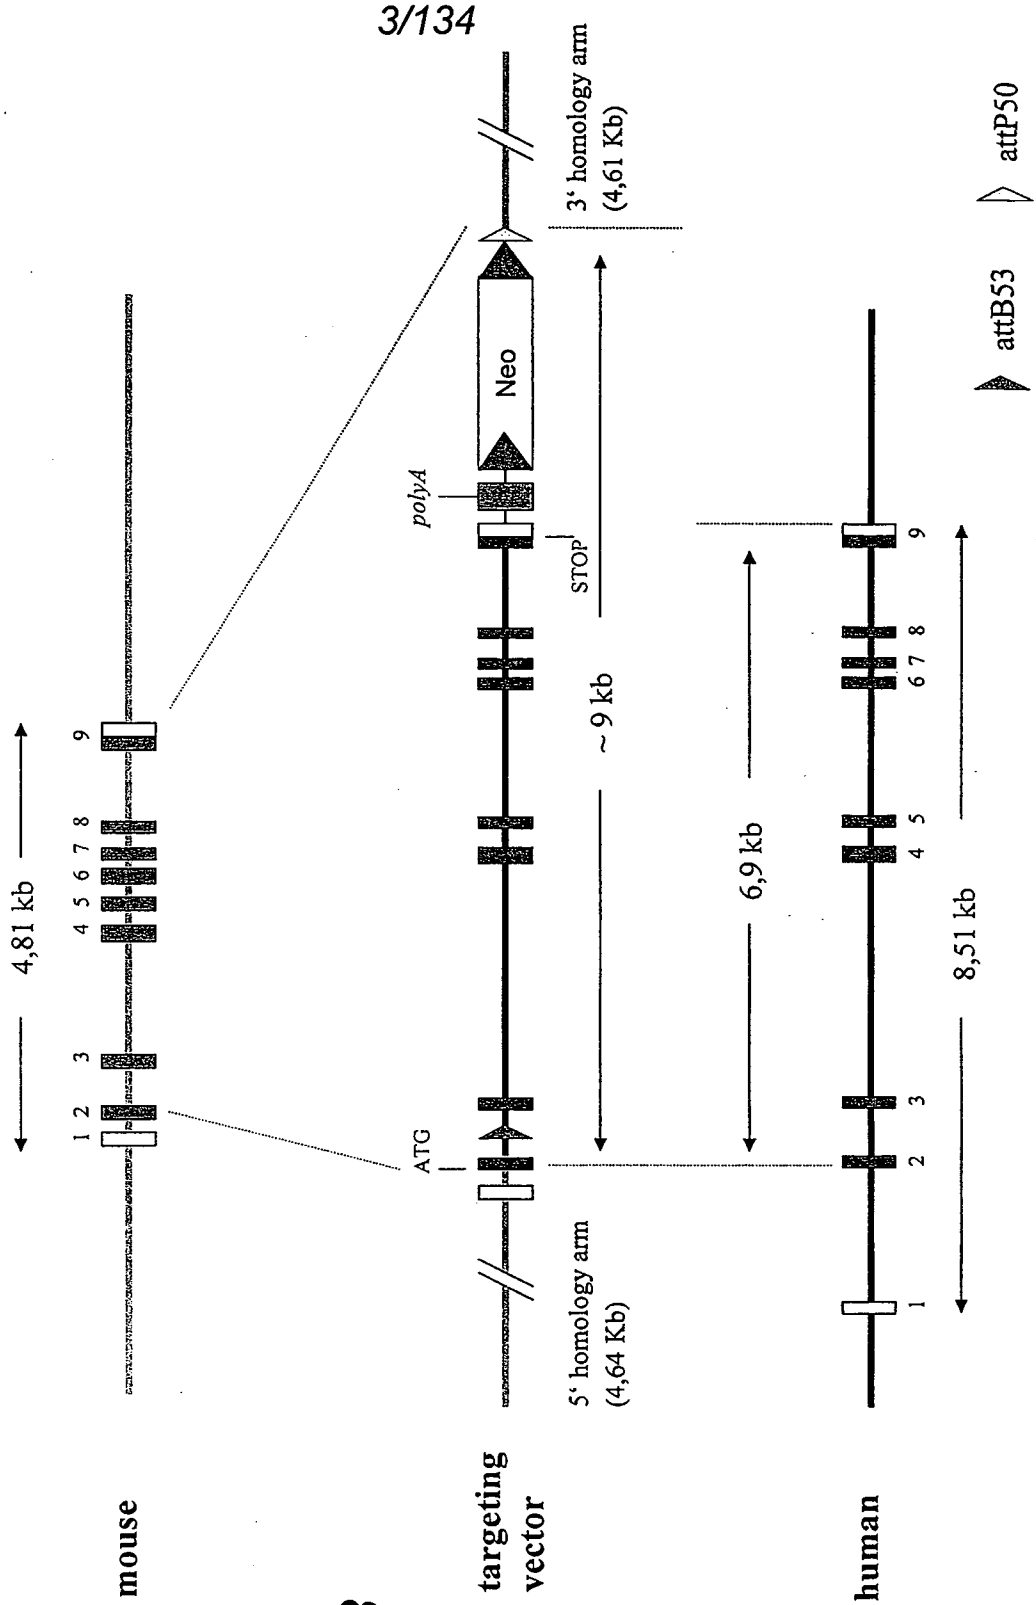 3/134
mouse
4,81 kb
1 2 3 4 5 6 7 8 9
targeting
vector
ATG
polyA
Neo
STOP
5‘ homology arm
(4,64 Kb)
3‘ homology arm
(4,61 Kb)
~ 9 kb
6,9 kb
human
1 2 3 4 5 6 7 8 9
8,51 kb
attB53
attP50